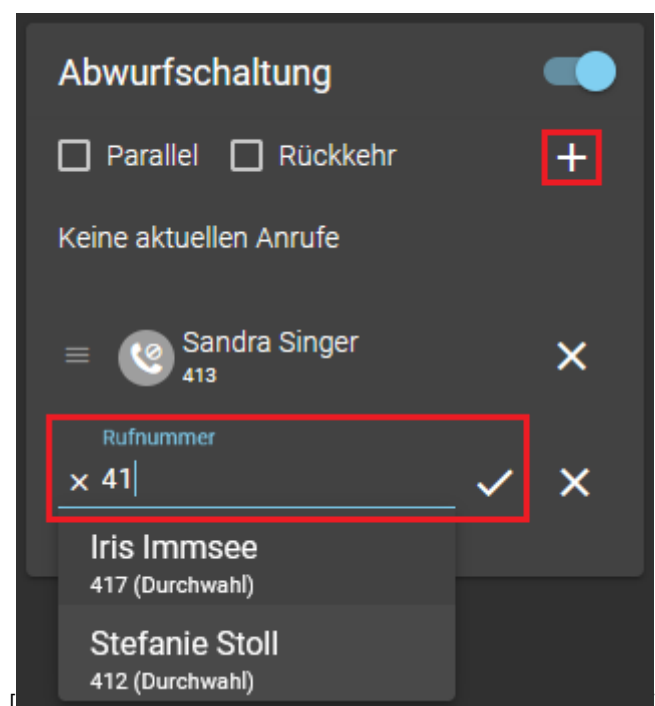 Abwurfschaltung
Parallel Rückkehr
Keine aktuellen Anrufe
Sandra Singer
413
Rufnummer
41
Iris Immsee
417 (Durchwahl)
Stefanie Stoll
412 (Durchwahl)